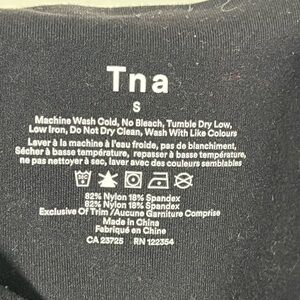 Tna
S
Machine Wash Cold, No Bleach, Tumble Dry Low,
Low Iron, Do Not Dry Clean, Wash With Like Colours
Laver à la machine à l'eau froide, pas de blanchiment,
Sécher à basse température, repasser à basse température,
ne pas nettoyer à sec, laver avec des couleurs semblables
82% Nylon 18% Spandex
82% Nylon 18% Spandex
Exclusive Of Trim / Aucune Garniture Comprise
Made in China
Fabriqué en Chine
CA 23725 RN 122354